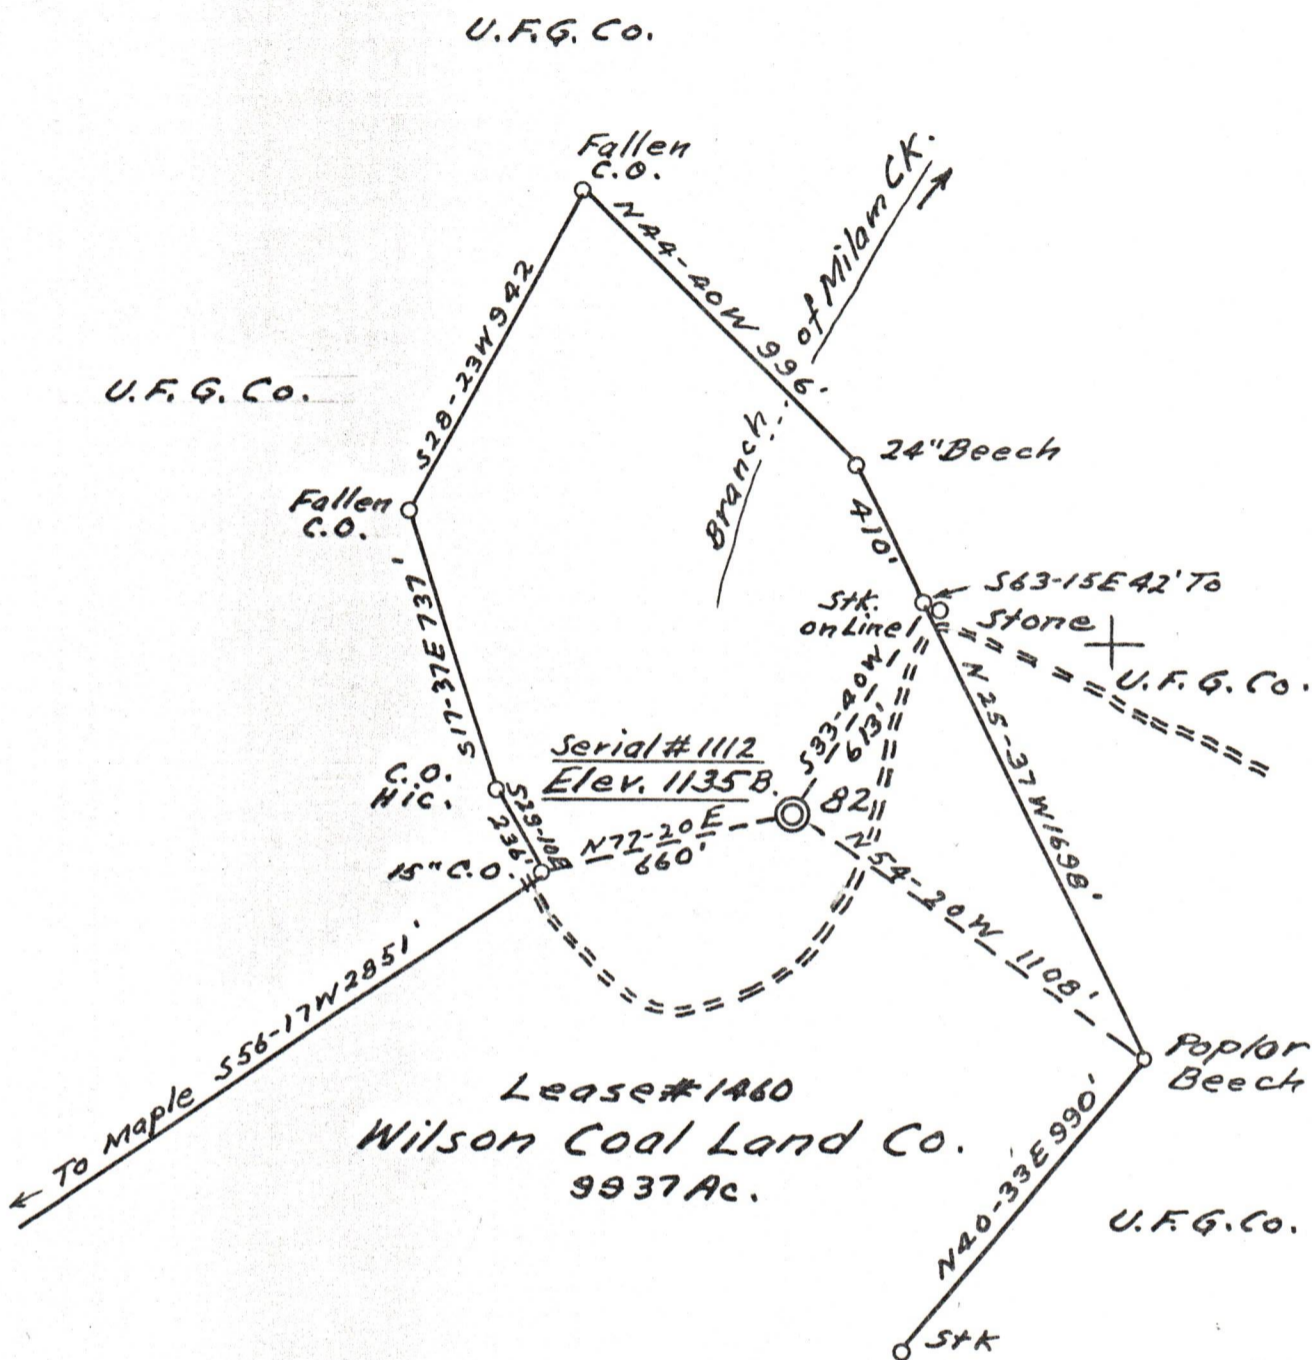 U.F.G. Co.
Fallen
C.O.
N44-40W 996'
Branch of Milam CK.
S28-23W 942
U.F.G. Co.
24" Beech
Fallen
C.O.
410'
S63-15E 42' To
Stone
Stk.
on Line
U.F.G. Co.
S17-37E 737'
S33-40W
613'
N25-37W 1698'
Serial # 1112
Elev. 1135 B.
82
C.O.
Hic.
S29-10E
236'
N77-20E
660'
15" C.O.
N54-20W 1108'
To Maple S56-17W 2851'
Poplar
Beech
Lease # 1460
Wilson Coal Land Co.
9937 Ac.
N40-33E 990'
U.F.G. Co.
Stk